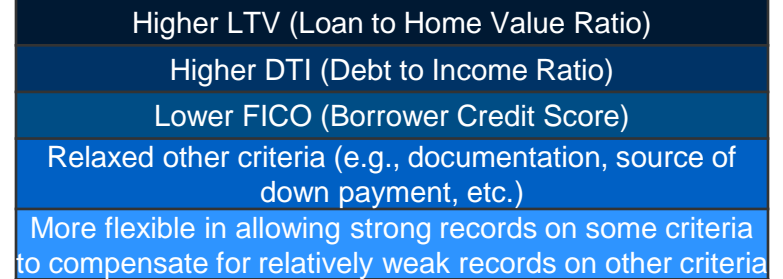 Higher LTV (Loan to Home Value Ratio)
Higher DTI (Debt to Income Ratio)
Lower FICO (Borrower Credit Score)
Relaxed other criteria (e.g., documentation, source of
down payment, etc.)
More flexible in allowing strong records on some criteria
to compensate for relatively weak records on other criteria